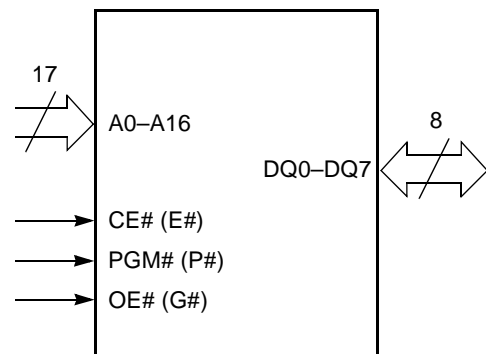 17
A0–A16
8
DQ0–DQ7
CE# (E#)
PGM# (P#)
OE# (G#)